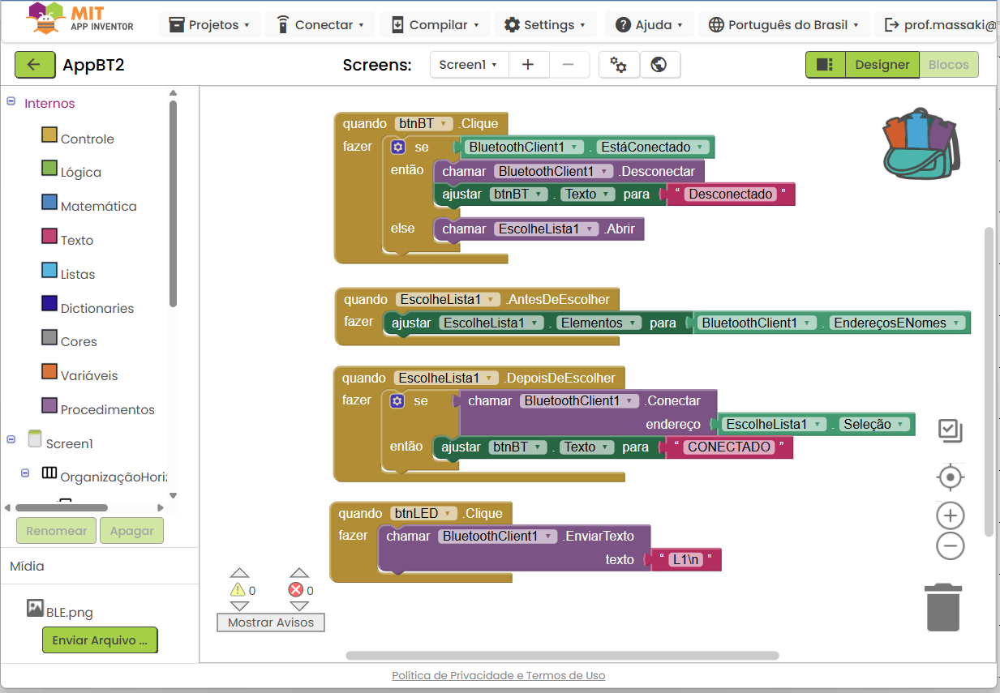 MIT
APP INVENTOR
Projetos
Conectar
Compilar
Settings
Ajuda
Português do Brasil
prof.massaki@
AppBT2
Screens:
Screen1
Designer
Blocos
Internos
Controle
Lógica
Matemática
Texto
Listas
Dictionaries
Cores
Variáveis
Procedimentos
Screen1
OrganizaçãoHoriz
Renomear
Apagar
Mídia
BLE.png
Enviar Arquivo ...
quando btnBT .Clique
fazer se BluetoothClient1 . EstáConectado
então chamar BluetoothClient1 .Desconectar
ajustar btnBT . Texto para “ Desconectado ”
else chamar EscolheLista1 .Abrir
quando EscolheLista1 .AntesDeEscolher
fazer ajustar EscolheLista1 . Elementos para BluetoothClient1 . EndereçosENomes
quando EscolheLista1 .DepoisDeEscolher
fazer se chamar BluetoothClient1 .Conectar
endereço EscolheLista1 . Seleção
então ajustar btnBT . Texto para “ CONECTADO ”
quando btnLED .Clique
fazer chamar BluetoothClient1 .EnviarTexto
texto “ L1\n ”
0 0
Mostrar Avisos
Política de Privacidade e Termos de Uso